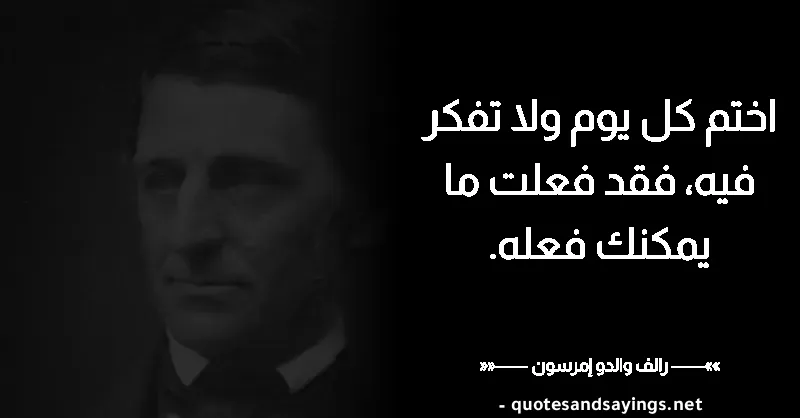 اختم كل يوم ولا تفكر
فيه، فقد فعلت ما
يمكنك فعله.
»»—— رالف والدو إمرسون ——««
- quotesandsayings.net